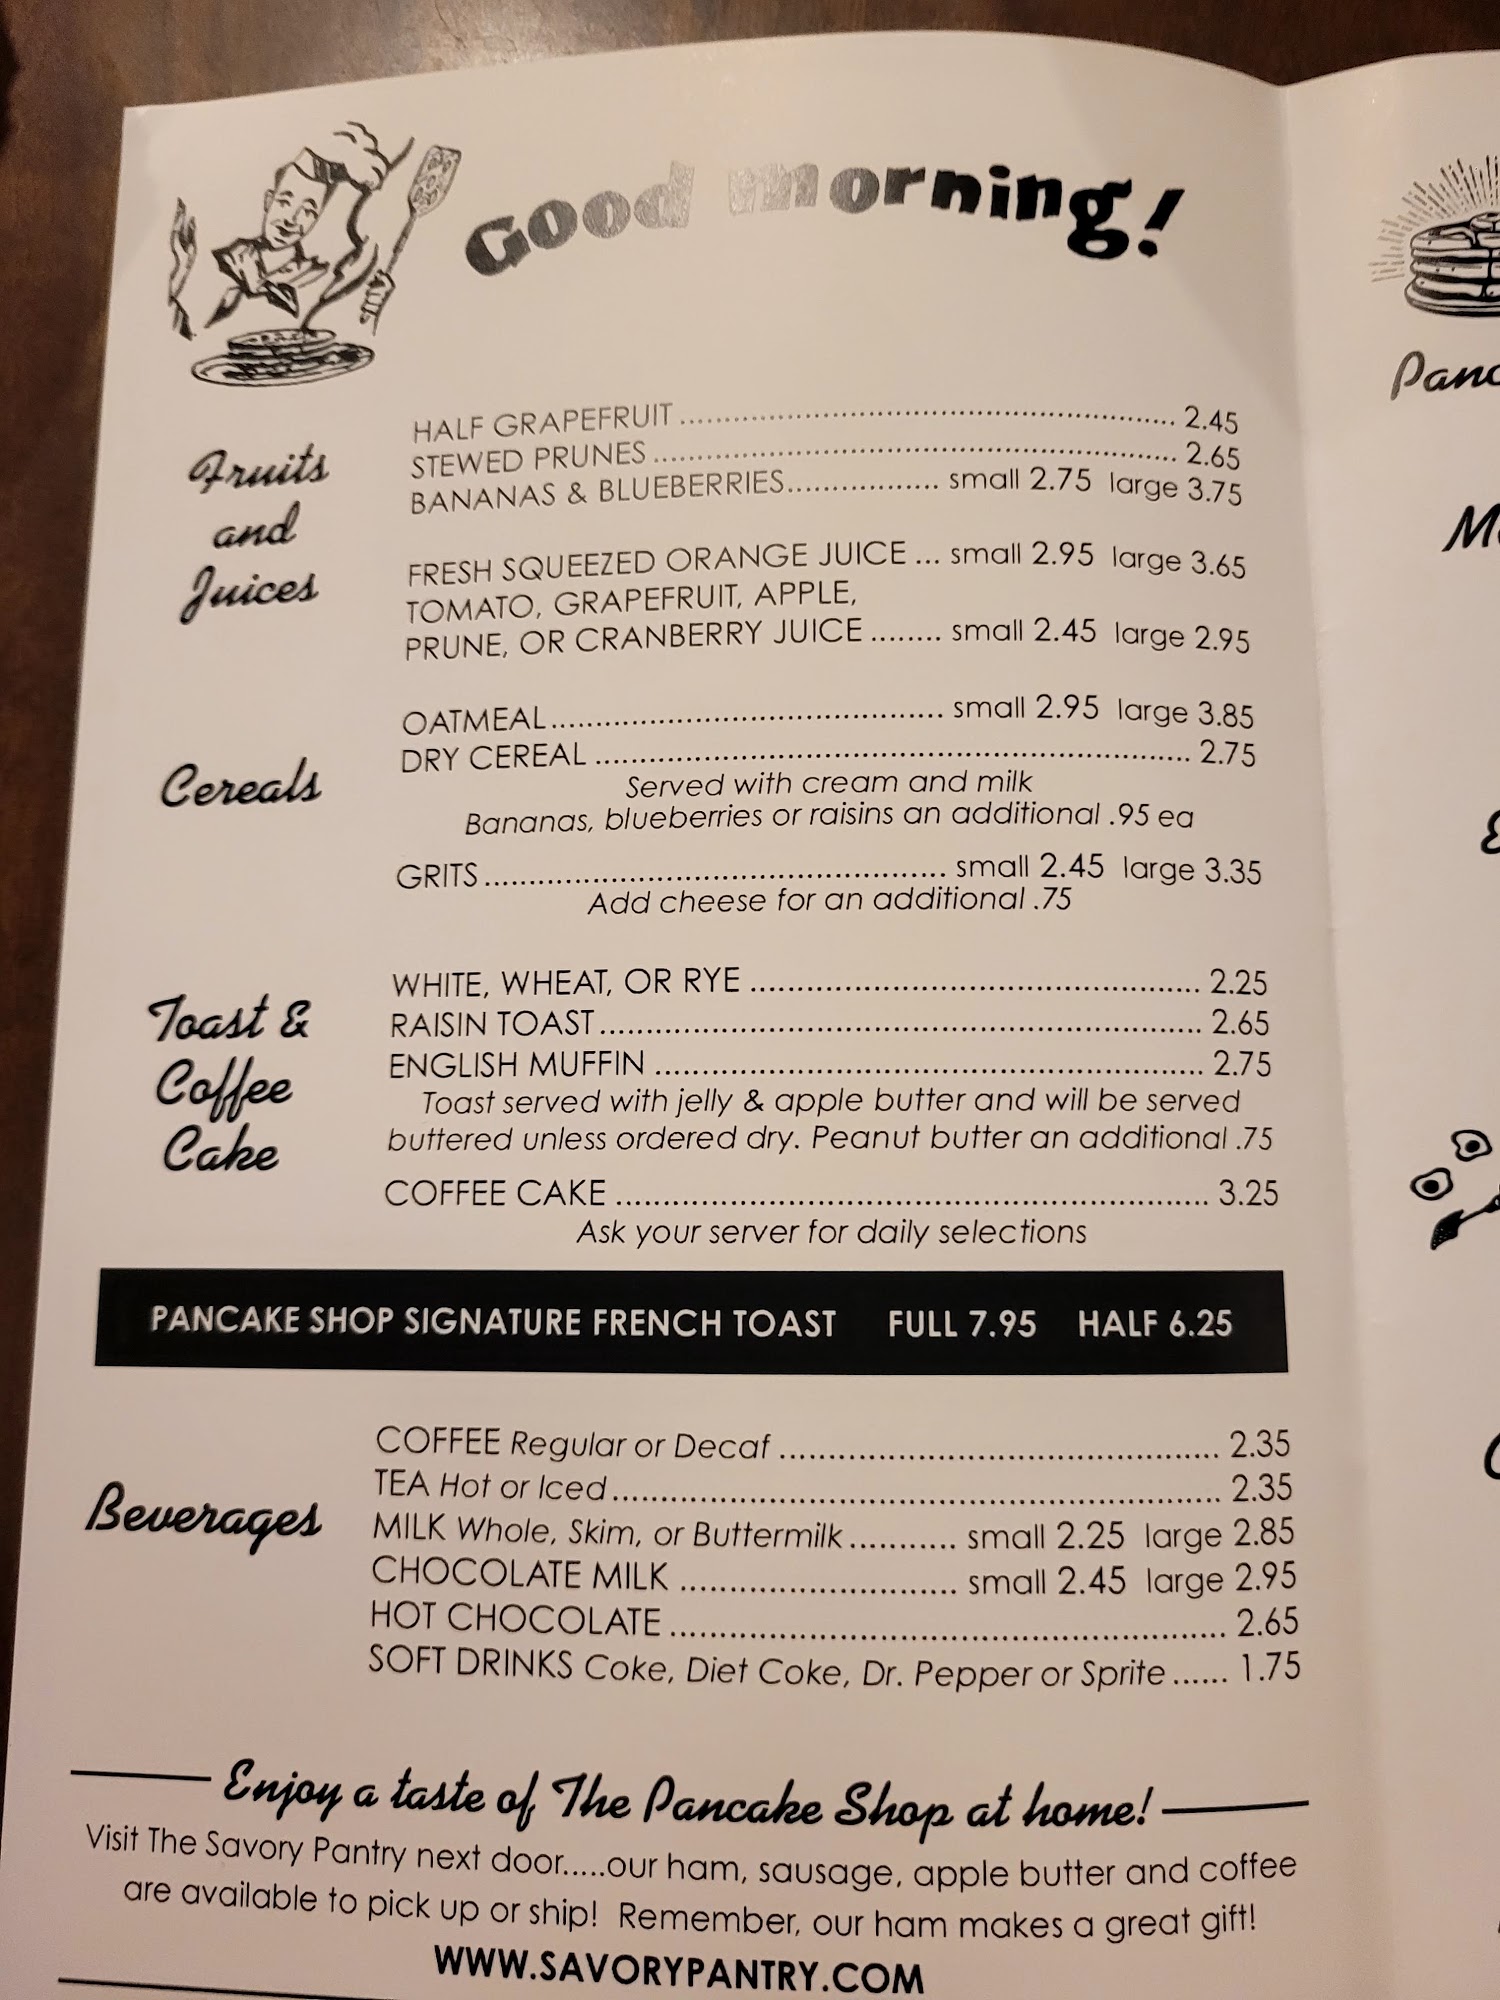 Good morning!
Fruits
and
Juices
HALF GRAPEFRUIT ... 2.45
STEWED PRUNES ... 2.65
BANANAS & BLUEBERRIES ... small 2.75 large 3.75
FRESH SQUEEZED ORANGE JUICE ... small 2.95 large 3.65
TOMATO, GRAPEFRUIT, APPLE,
PRUNE, OR CRANBERRY JUICE ... small 2.45 large 2.95
Cereals
OATMEAL ... small 2.95 large 3.85
DRY CEREAL ... 2.75
Served with cream and milk
Bananas, blueberries or raisins an additional .95 ea
GRITS ... small 2.45 large 3.35
Add cheese for an additional .75
Toast &
Coffee
Cake
WHITE, WHEAT, OR RYE ... 2.25
RAISIN TOAST ... 2.65
ENGLISH MUFFIN ... 2.75
Toast served with jelly & apple butter and will be served
buttered unless ordered dry. Peanut butter an additional .75
COFFEE CAKE ... 3.25
Ask your server for daily selections
PANCAKE SHOP SIGNATURE FRENCH TOAST FULL 7.95 HALF 6.25
Beverages
COFFEE Regular or Decaf ... 2.35
TEA Hot or Iced ... 2.35
MILK Whole, Skim, or Buttermilk ... small 2.25 large 2.85
CHOCOLATE MILK ... small 2.45 large 2.95
HOT CHOCOLATE ... 2.65
SOFT DRINKS Coke, Diet Coke, Dr. Pepper or Sprite ...... 1.75
Enjoy a taste of The Pancake Shop at home!
Visit The Savory Pantry next door.....our ham, sausage, apple butter and coffee
are available to pick up or ship! Remember, our ham makes a great gift!
WWW.SAVORYPANTRY.COM